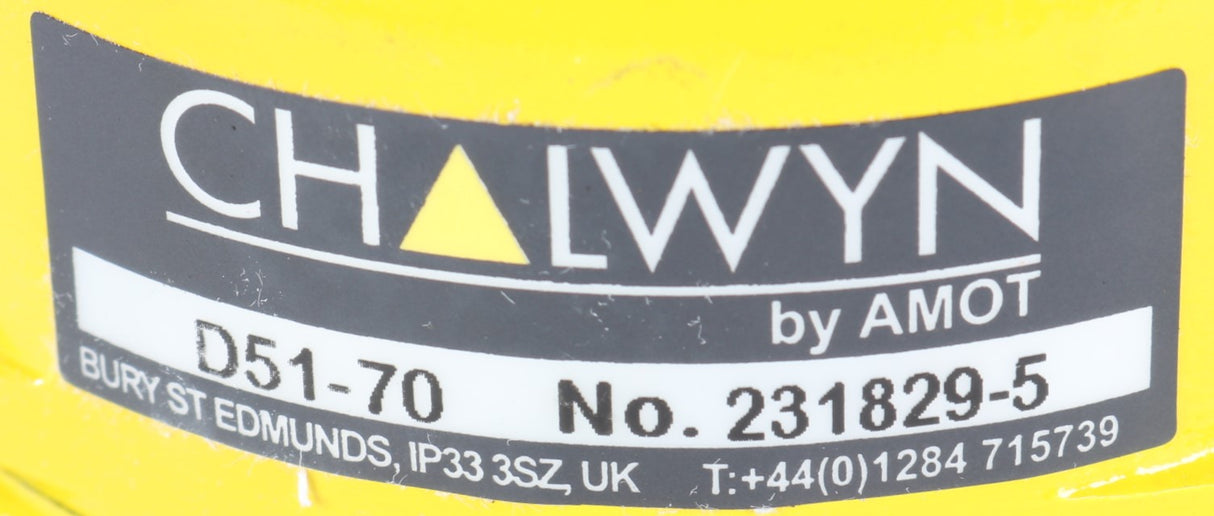 CHALWYN
by AMOT
D51-70 No. 231829-5
BURY ST EDMUNDS, IP33 3SZ, UK T:+44(0)1284 715739